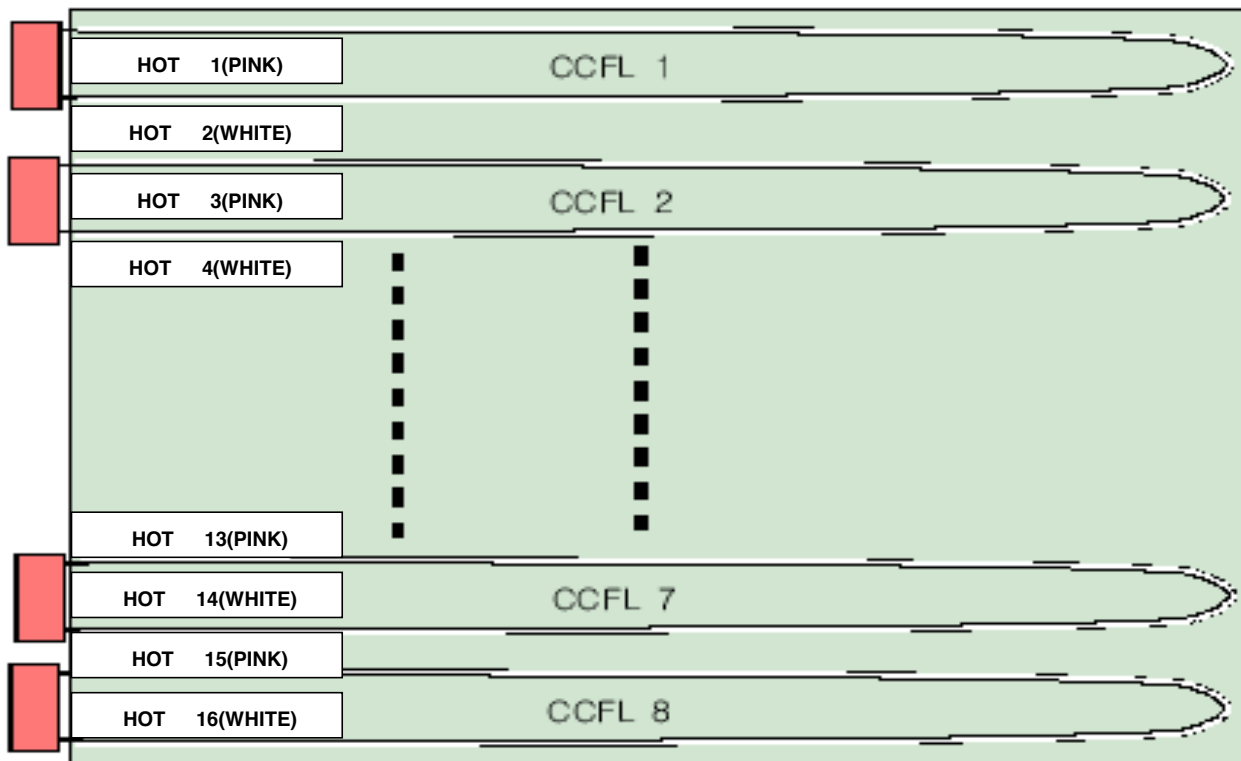 HOT 1(PINK)
CCFL 1
HOT 2(WHITE)
HOT 3(PINK)
CCFL 2
HOT 4(WHITE)
HOT 13(PINK)
HOT 14(WHITE)
CCFL 7
HOT 15(PINK)
HOT 16(WHITE)
CCFL 8